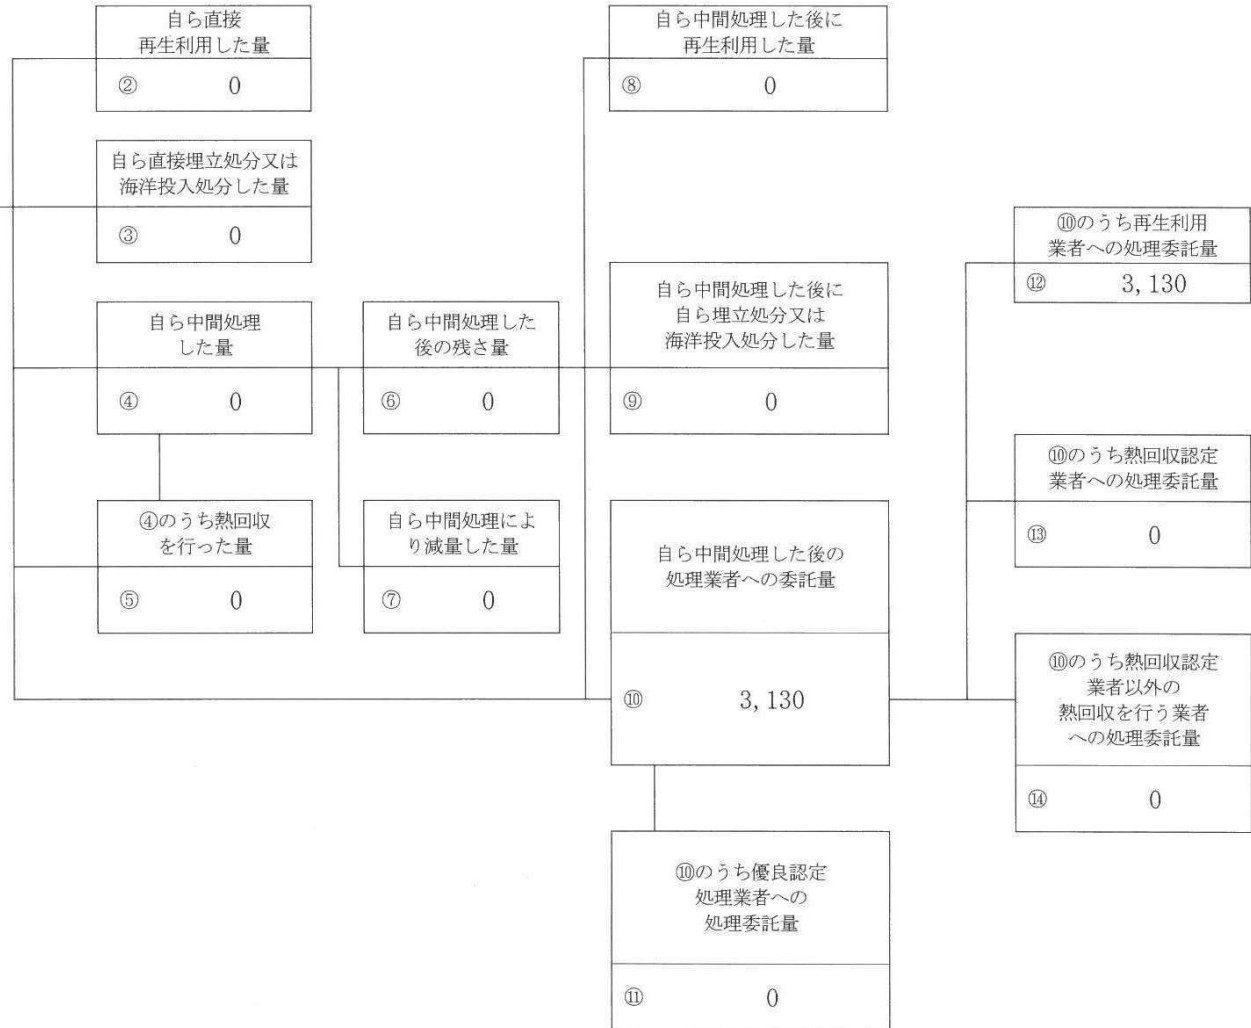 自ら直接
再生利用した量
② 0
自ら中間処理した後に
再生利用した量
⑧ 0
自ら直接埋立処分又は
海洋投入処分した量
③ 0
⑩のうち再生利用
業者への処理委託量
⑫ 3,130
自ら中間処理
した量
④ 0
自ら中間処理した
後の残さ量
⑥ 0
自ら中間処理した後に
自ら埋立処分又は
海洋投入処分した量
⑨ 0
⑩のうち熱回収認定
業者への処理委託量
⑬ 0
④のうち熱回収
を行った量
⑤ 0
自ら中間処理によ
り減量した量
⑦ 0
自ら中間処理した後の
処理業者への委託量
⑩ 3,130
⑩のうち熱回収認定
業者以外の
熱回収を行う業者
への処理委託量
⑭ 0
⑩のうち優良認定
処理業者への
処理委託量
⑪ 0